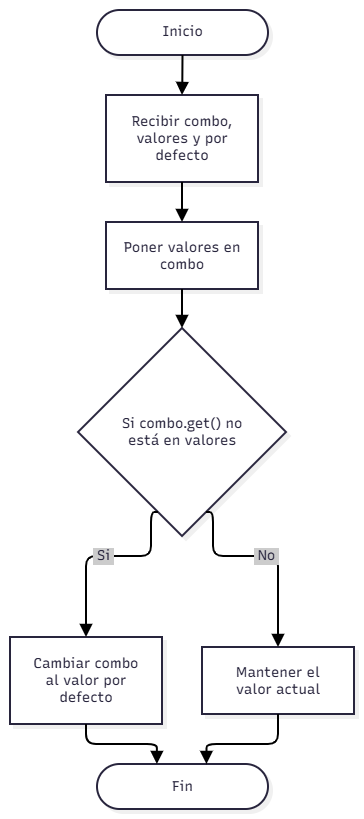 Inicio
Recibir combo,
valores y por
defecto
Poner valores en
combo
Si combo.get() no
está en valores
Si
No
Cambiar combo
al valor por
defecto
Mantener el
valor actual
Fin